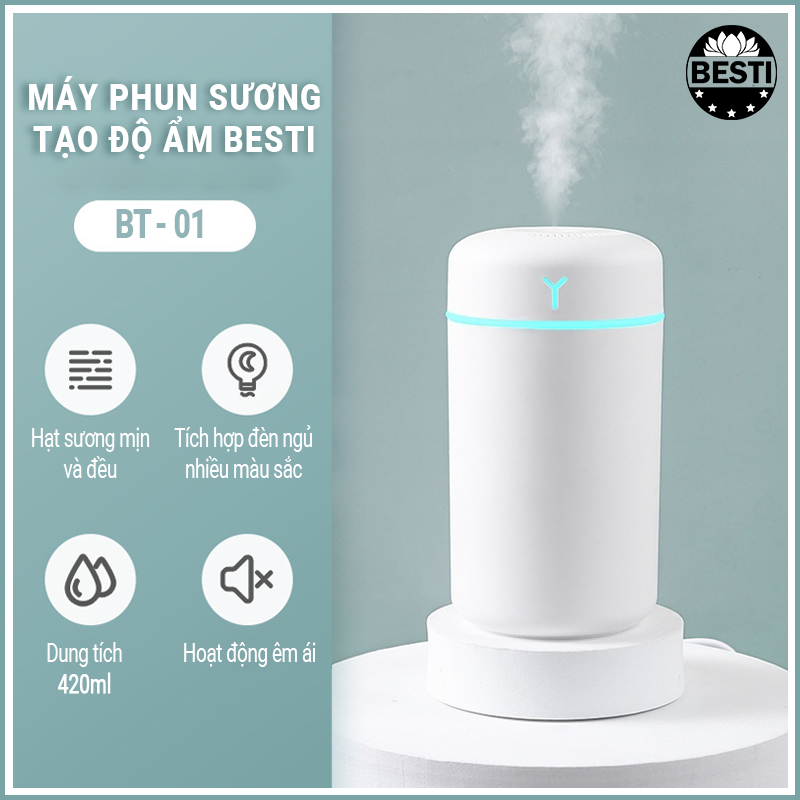 MÁY PHUN SƯƠNG
TẠO ĐỘ ẨM BESTI
BT - 01
BESTI
Hạt sương mịn
và đều
Tích hợp đèn ngủ
nhiều màu sắc
Dung tích
420ml
Hoạt động êm ái